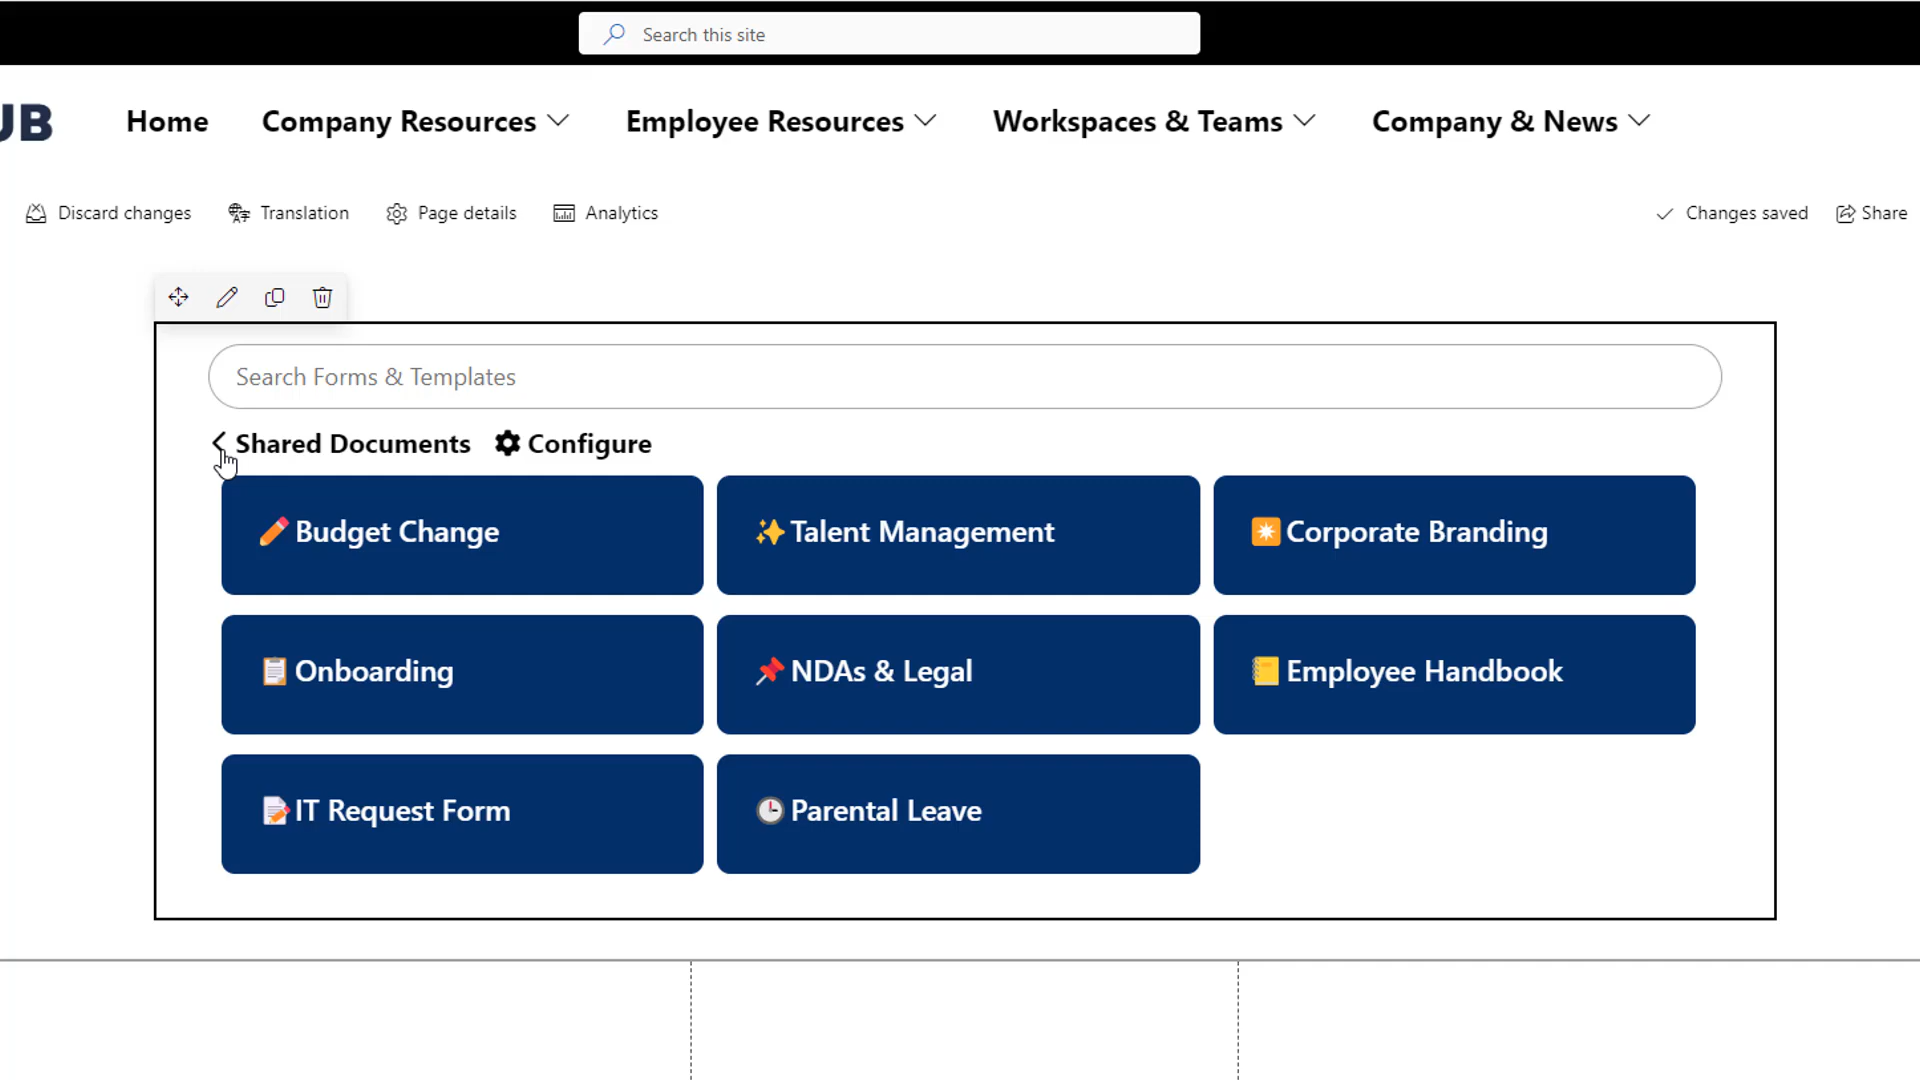 Search this site
UB
Home
Company Resources
Employee Resources
Workspaces & Teams
Company & News
Discard changes
Translation
Page details
Analytics
Changes saved
Share
Search Forms & Templates
Shared Documents
Configure
Budget Change
Talent Management
Corporate Branding
Onboarding
NDAs & Legal
Employee Handbook
IT Request Form
Parental Leave